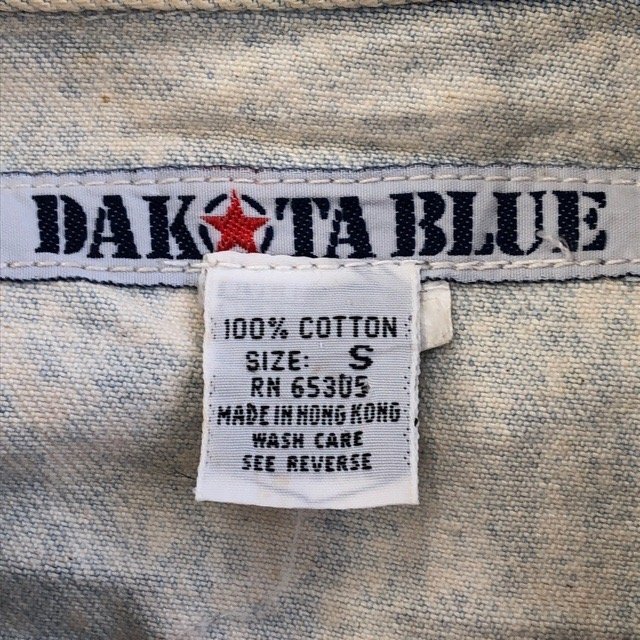 DAKOTA BLUE
100% COTTON
SIZE: S
RN 65305
MADE IN HONG KONG
WASH CARE
SEE REVERSE